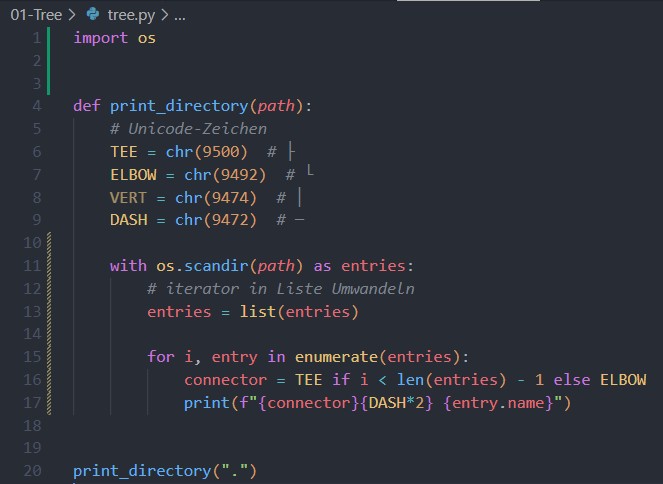 01-Tree > tree.py > ...
1 import os
2
3
4 def print_directory(path):
5     # Unicode-Zeichen
6     TEE = chr(9500)  # ├
7     ELBOW = chr(9492)  # └
8     VERT = chr(9474)  # │
9     DASH = chr(9472)  # ─
10
11     with os.scandir(path) as entries:
12         # iterator in Liste Umwandeln
13         entries = list(entries)
14
15         for i, entry in enumerate(entries):
16             connector = TEE if i < len(entries) - 1 else ELBOW
17             print(f"{connector}{DASH*2} {entry.name}")
18
19
20 print_directory(".")